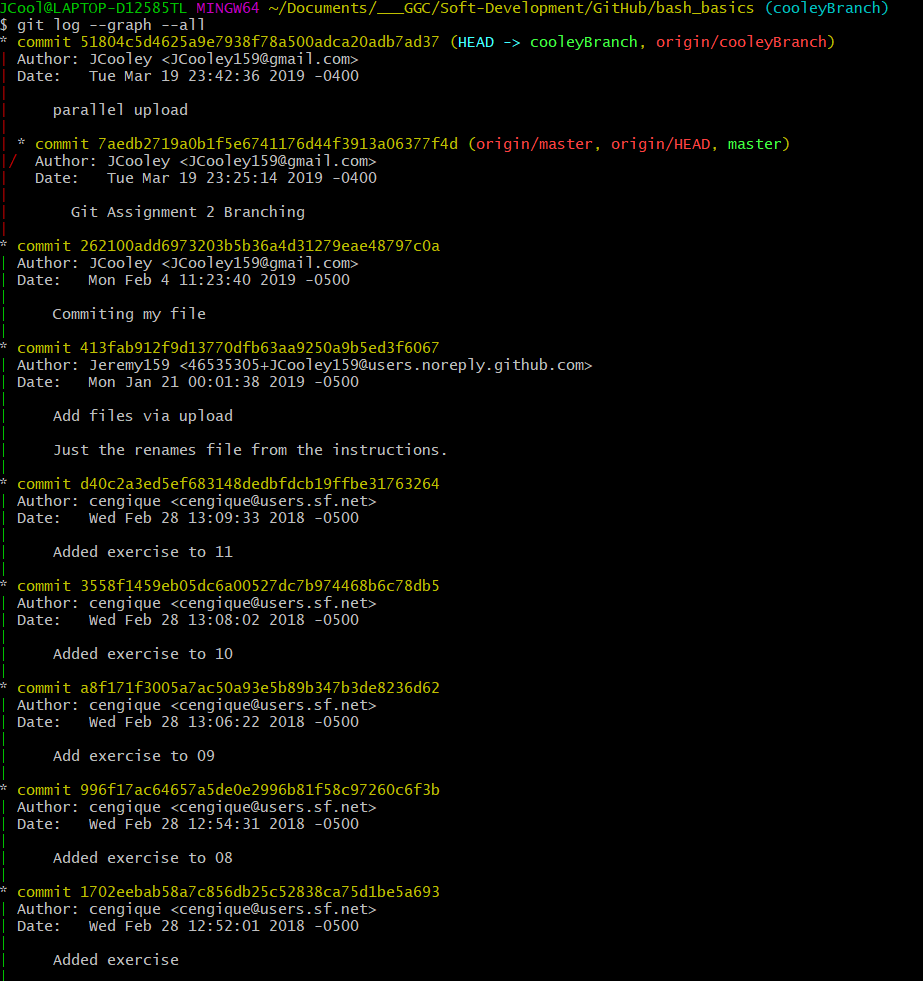 JCool@LAPTOP-D12585TL MINGW64 ~/Documents/___GGC/Soft-Development/GitHub/bash_basics (cooleyBranch)
$ git log --graph --all
* commit 51804c5d4625a9e7938f78a500adca20adb7ad37 (HEAD -> cooleyBranch, origin/cooleyBranch)
| Author: JCooley <JCooley159@gmail.com>
| Date:   Tue Mar 19 23:42:36 2019 -0400
|
|     parallel upload
|
| * commit 7aedb2719a0b1f5e6741176d44f3913a06377f4d (origin/master, origin/HEAD, master)
|/  Author: JCooley <JCooley159@gmail.com>
|   Date:   Tue Mar 19 23:25:14 2019 -0400
|
|       Git Assignment 2 Branching
|
* commit 262100add6973203b5b36a4d31279eae48797c0a
| Author: JCooley <JCooley159@gmail.com>
| Date:   Mon Feb 4 11:23:40 2019 -0500
|
|     Commiting my file
|
* commit 413fab912f9d13770dfb63aa9250a9b5ed3f6067
| Author: Jeremy159 <46535305+JCooley159@users.noreply.github.com>
| Date:   Mon Jan 21 00:01:38 2019 -0500
|
|     Add files via upload
|
|     Just the renames file from the instructions.
|
* commit d40c2a3ed5ef683148dedbfdcb19ffbe31763264
| Author: cengique <cengique@users.sf.net>
| Date:   Wed Feb 28 13:09:33 2018 -0500
|
|     Added exercise to 11
|
* commit 3558f1459eb05dc6a00527dc7b974468b6c78db5
| Author: cengique <cengique@users.sf.net>
| Date:   Wed Feb 28 13:08:02 2018 -0500
|
|     Added exercise to 10
|
* commit a8f171f3005a7ac50a93e5b89b347b3de8236d62
| Author: cengique <cengique@users.sf.net>
| Date:   Wed Feb 28 13:06:22 2018 -0500
|
|     Add exercise to 09
|
* commit 996f17ac64657a5de0e2996b81f58c97260c6f3b
| Author: cengique <cengique@users.sf.net>
| Date:   Wed Feb 28 12:54:31 2018 -0500
|
|     Added exercise to 08
|
* commit 1702eebab58a7c856db25c52838ca75d1be5a693
| Author: cengique <cengique@users.sf.net>
| Date:   Wed Feb 28 12:52:01 2018 -0500
|
|     Added exercise
|